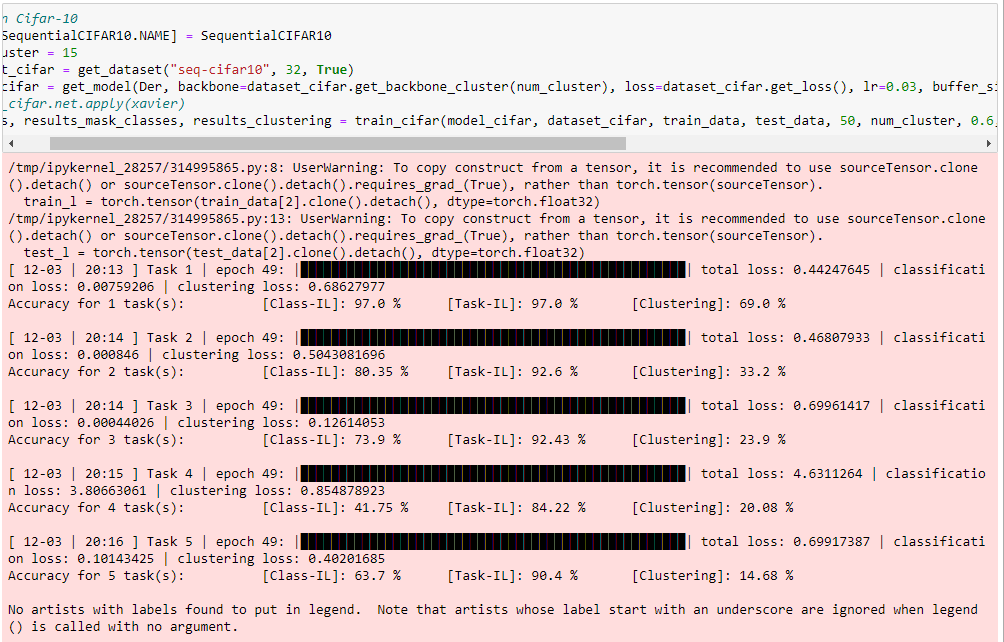 n Cifar-10
SequentialCIFAR10.NAME] = SequentialCIFAR10
uster = 15
t_cifar = get_dataset("seq-cifar10", 32, True)
cifar = get_model(Der, backbone=dataset_cifar.get_backbone_cluster(num_cluster), loss=dataset_cifar.get_loss(), lr=0.03, buffer_si
_cifar.net.apply(xavier)
s, results_mask_classes, results_clustering = train_cifar(model_cifar, dataset_cifar, train_data, test_data, 50, num_cluster, 0.6,
/tmp/ipykernel_28257/314995865.py:8: UserWarning: To copy construct from a tensor, it is recommended to use sourceTensor.clone
().detach() or sourceTensor.clone().detach().requires_grad_(True), rather than torch.tensor(sourceTensor).
train_l = torch.tensor(train_data[2].clone().detach(), dtype=torch.float32)
/tmp/ipykernel_28257/314995865.py:13: UserWarning: To copy construct from a tensor, it is recommended to use sourceTensor.clone
().detach() or sourceTensor.clone().detach().requires_grad_(True), rather than torch.tensor(sourceTensor).
test_l = torch.tensor(test_data[2].clone().detach(), dtype=torch.float32)
[ 12-03 | 20:13 ] Task 1 | epoch 49: | | total loss: 0.44247645 | classificati
on loss: 0.00759206 | clustering loss: 0.68627977
Accuracy for 1 task(s): [Class-IL]: 97.0 % [Task-IL]: 97.0 % [Clustering]: 69.0 %
[ 12-03 | 20:14 ] Task 2 | epoch 49: | | total loss: 0.46807933 | classificati
on loss: 0.000846 | clustering loss: 0.5043081696
Accuracy for 2 task(s): [Class-IL]: 80.35 % [Task-IL]: 92.6 % [Clustering]: 33.2 %
[ 12-03 | 20:14 ] Task 3 | epoch 49: | | total loss: 0.69961417 | classificati
on loss: 0.00044026 | clustering loss: 0.12614053
Accuracy for 3 task(s): [Class-IL]: 73.9 % [Task-IL]: 92.43 % [Clustering]: 23.9 %
[ 12-03 | 20:15 ] Task 4 | epoch 49: | | total loss: 4.6311264 | classificatio
n loss: 3.80663061 | clustering loss: 0.854878923
Accuracy for 4 task(s): [Class-IL]: 41.75 % [Task-IL]: 84.22 % [Clustering]: 20.08 %
[ 12-03 | 20:16 ] Task 5 | epoch 49: | | total loss: 0.69917387 | classificati
on loss: 0.10143425 | clustering loss: 0.40201685
Accuracy for 5 task(s): [Class-IL]: 63.7 % [Task-IL]: 90.4 % [Clustering]: 14.68 %
No artists with labels found to put in legend.  Note that artists whose label start with an underscore are ignored when legend
() is called with no argument.